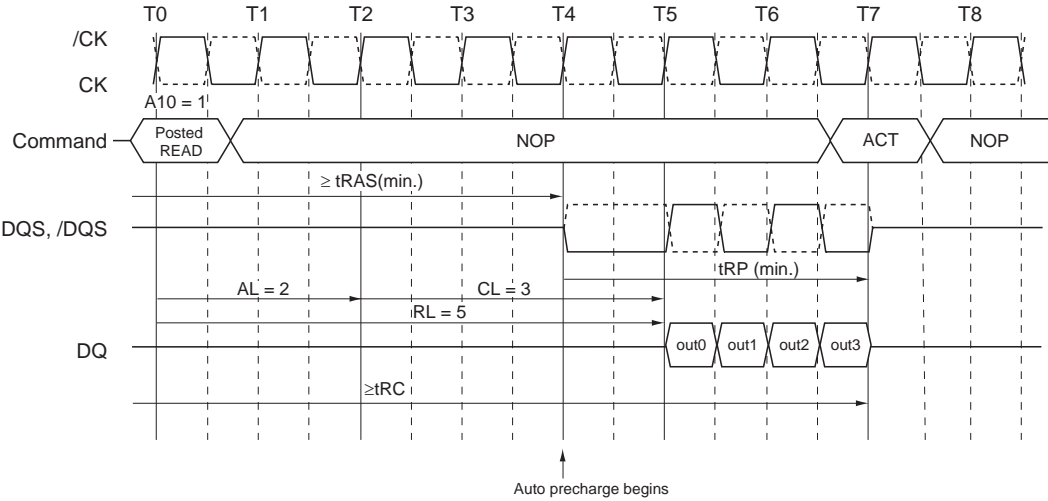 T0 T1 T2 T3 T4 T5 T6 T7 T8
/CK
CK
A10 = 1
Command
Posted
READ
NOP
ACT
NOP
≥ tRAS(min.)
DQS, /DQS
tRP (min.)
AL = 2
CL = 3
RL = 5
DQ
out0
out1
out2
out3
≥tRC
Auto precharge begins